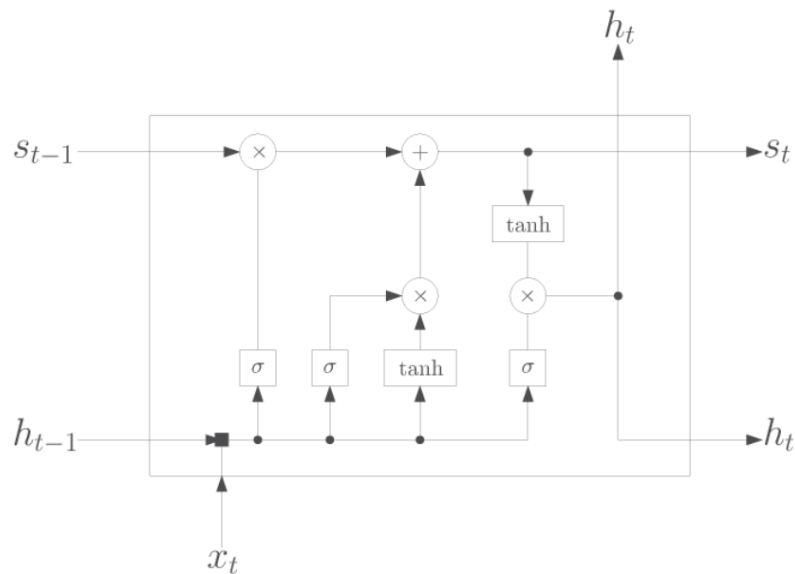 h_t
s_{t-1} × + s_t
tanh
× ×
σ σ tanh σ
h_{t-1} h_t
x_t